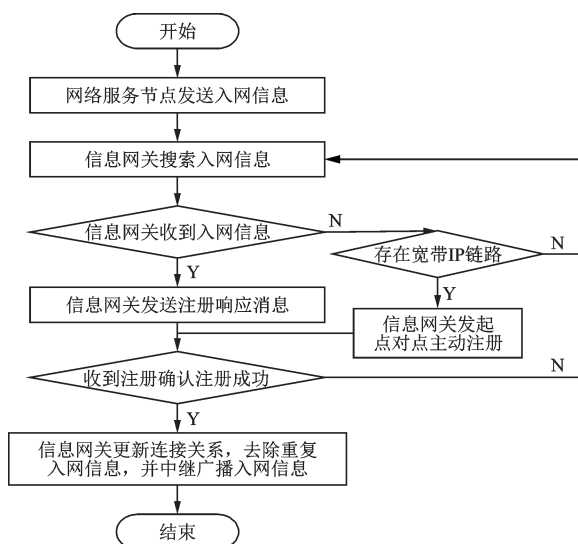 开始
网络服务节点发送入网信息
信息网关搜索入网信息
信息网关收到入网信息
N
存在宽带IP链路
N
Y
Y
信息网关发送注册响应消息
信息网关发起
点对点主动注册
收到注册确认注册成功
N
Y
信息网关更新连接关系，去除重复
入网信息，并中继广播入网信息
结束